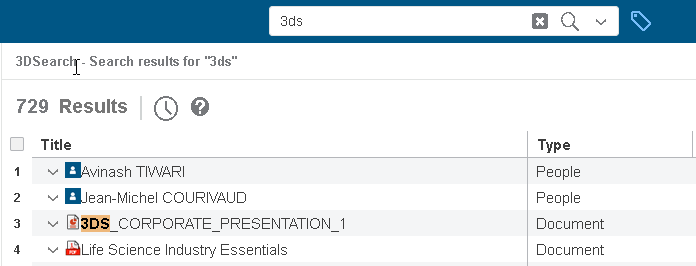 3ds
3DSearch - Search results for "3ds"
729 Results
Title Type
1 Avinash TIWARI People
2 Jean-Michel COURIVAUD People
3 3DS_CORPORATE_PRESENTATION_1 Document
4 Life Science Industry Essentials Document